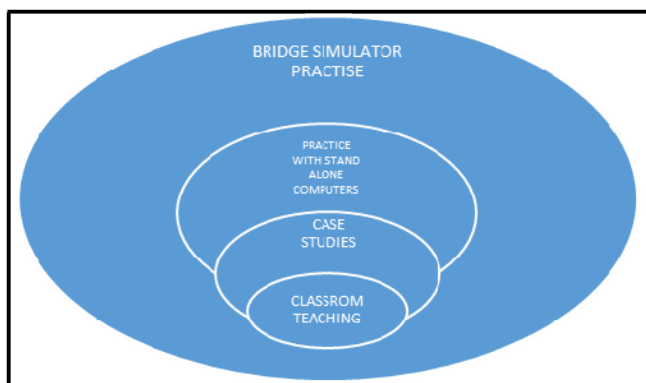 BRIDGE SIMULATOR
PRACTISE
PRACTICE
WITH STAND
ALONE
COMPUTERS
CASE
STUDIES
CLASSROM
TEACHING